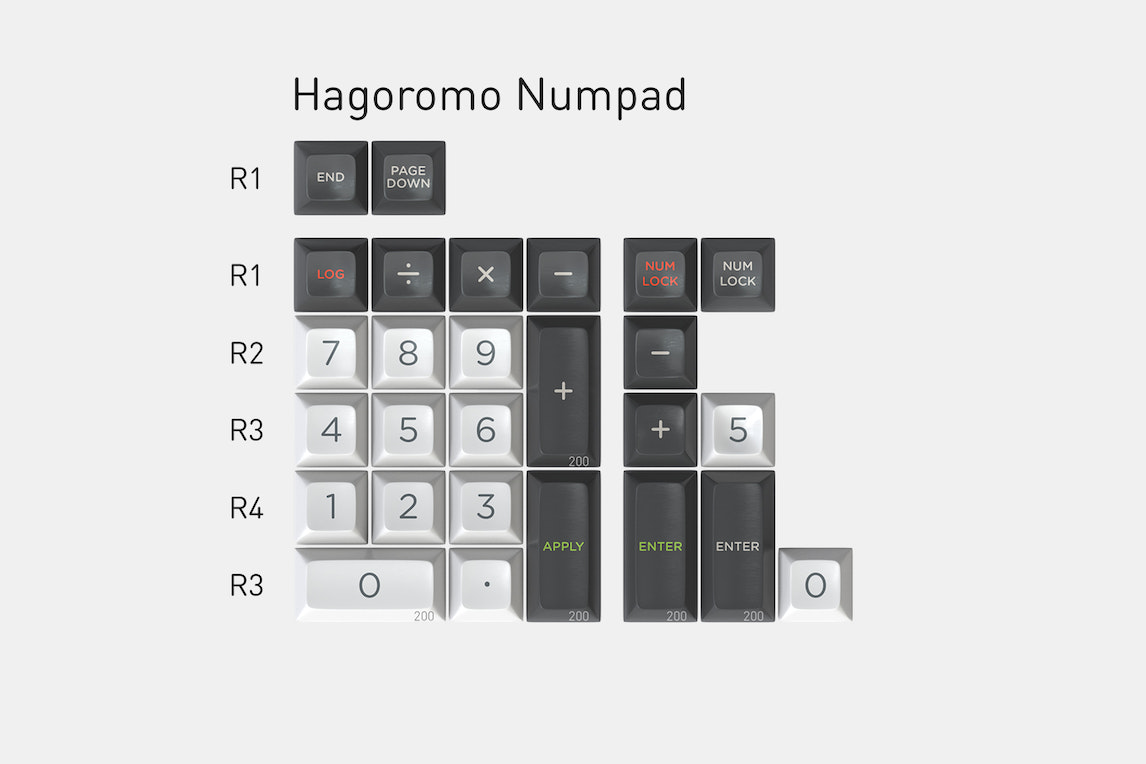 Hagoromo Numpad
R1 END PAGE DOWN
R1 LOG ÷ × − NUM LOCK NUM LOCK
R2 7 8 9 + 200 −
R3 4 5 6 + 5
R4 1 2 3 APPLY 200 ENTER 200 ENTER 200
R3 0 200 · 0